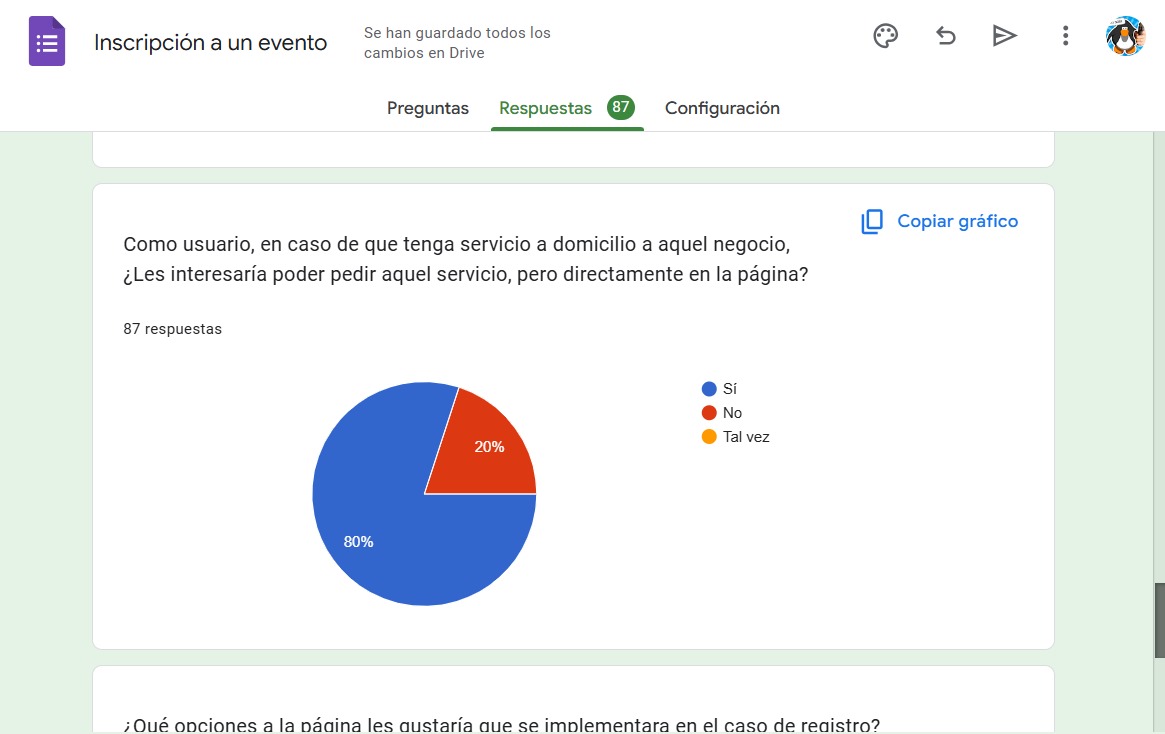 Inscripción a un evento
Se han guardado todos los
cambios en Drive
Preguntas
Respuestas 87
Configuración
Copiar gráfico
Como usuario, en caso de que tenga servicio a domicilio a aquel negocio,
¿Les interesaría poder pedir aquel servicio, pero directamente en la página?
87 respuestas
Sí
No
Tal vez
20%
80%
¿Qué opciones a la página les gustaría que se implementara en el caso de registro?